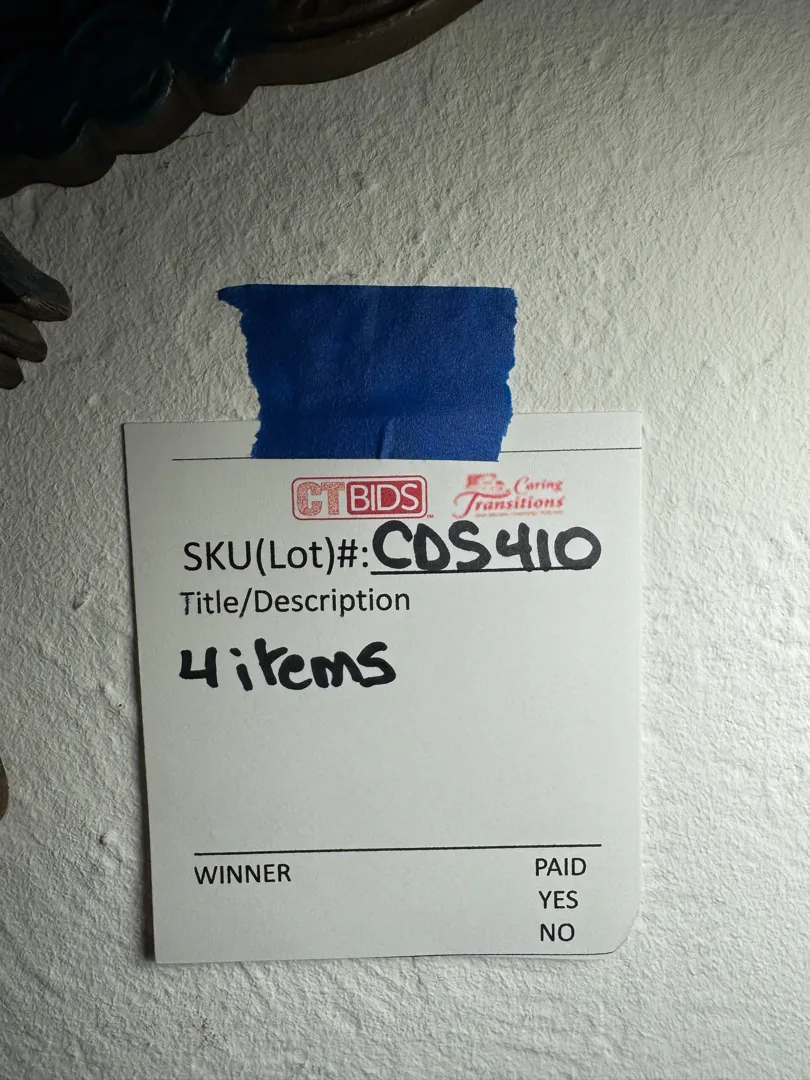 CTBIDS
Caring
Transitions
SKU(Lot)#: CDS410
Title/Description
4 items
WINNER PAID
YES
NO